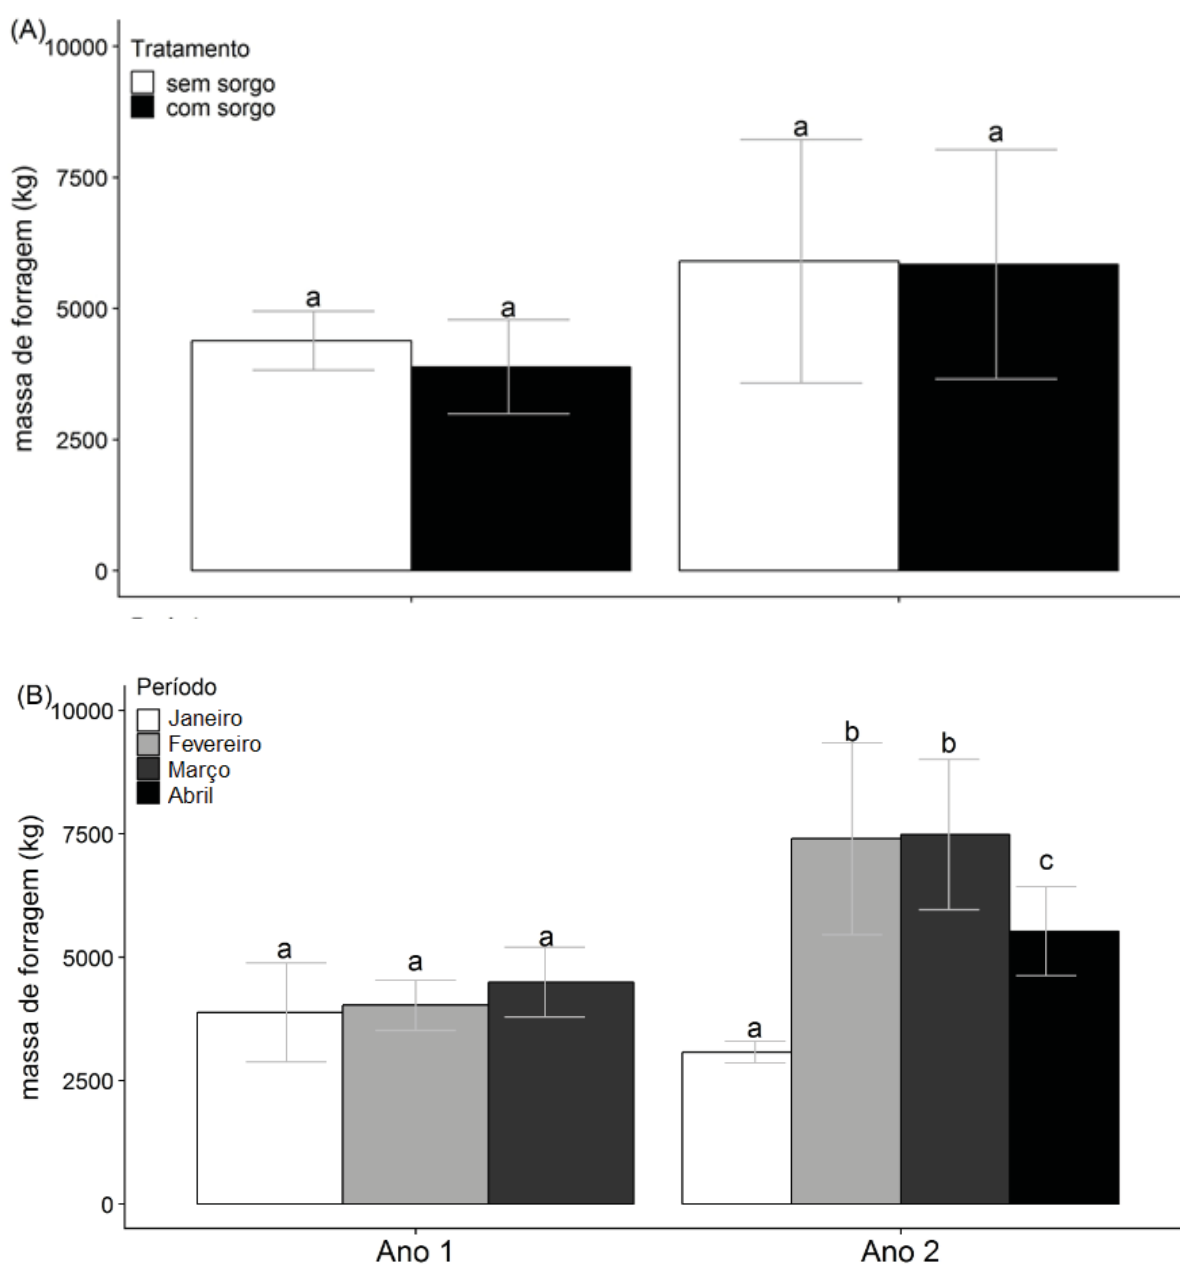 (A)
10000
Tratamento
sem sorgo
com sorgo
7500
5000
2500
0
massa de forragem (kg)
a
a
a
a
(B)
10000
Período
Janeiro
Fevereiro
Março
Abril
7500
5000
2500
0
massa de forragem (kg)
a
a
a
a
b
b
c
Ano 1
Ano 2